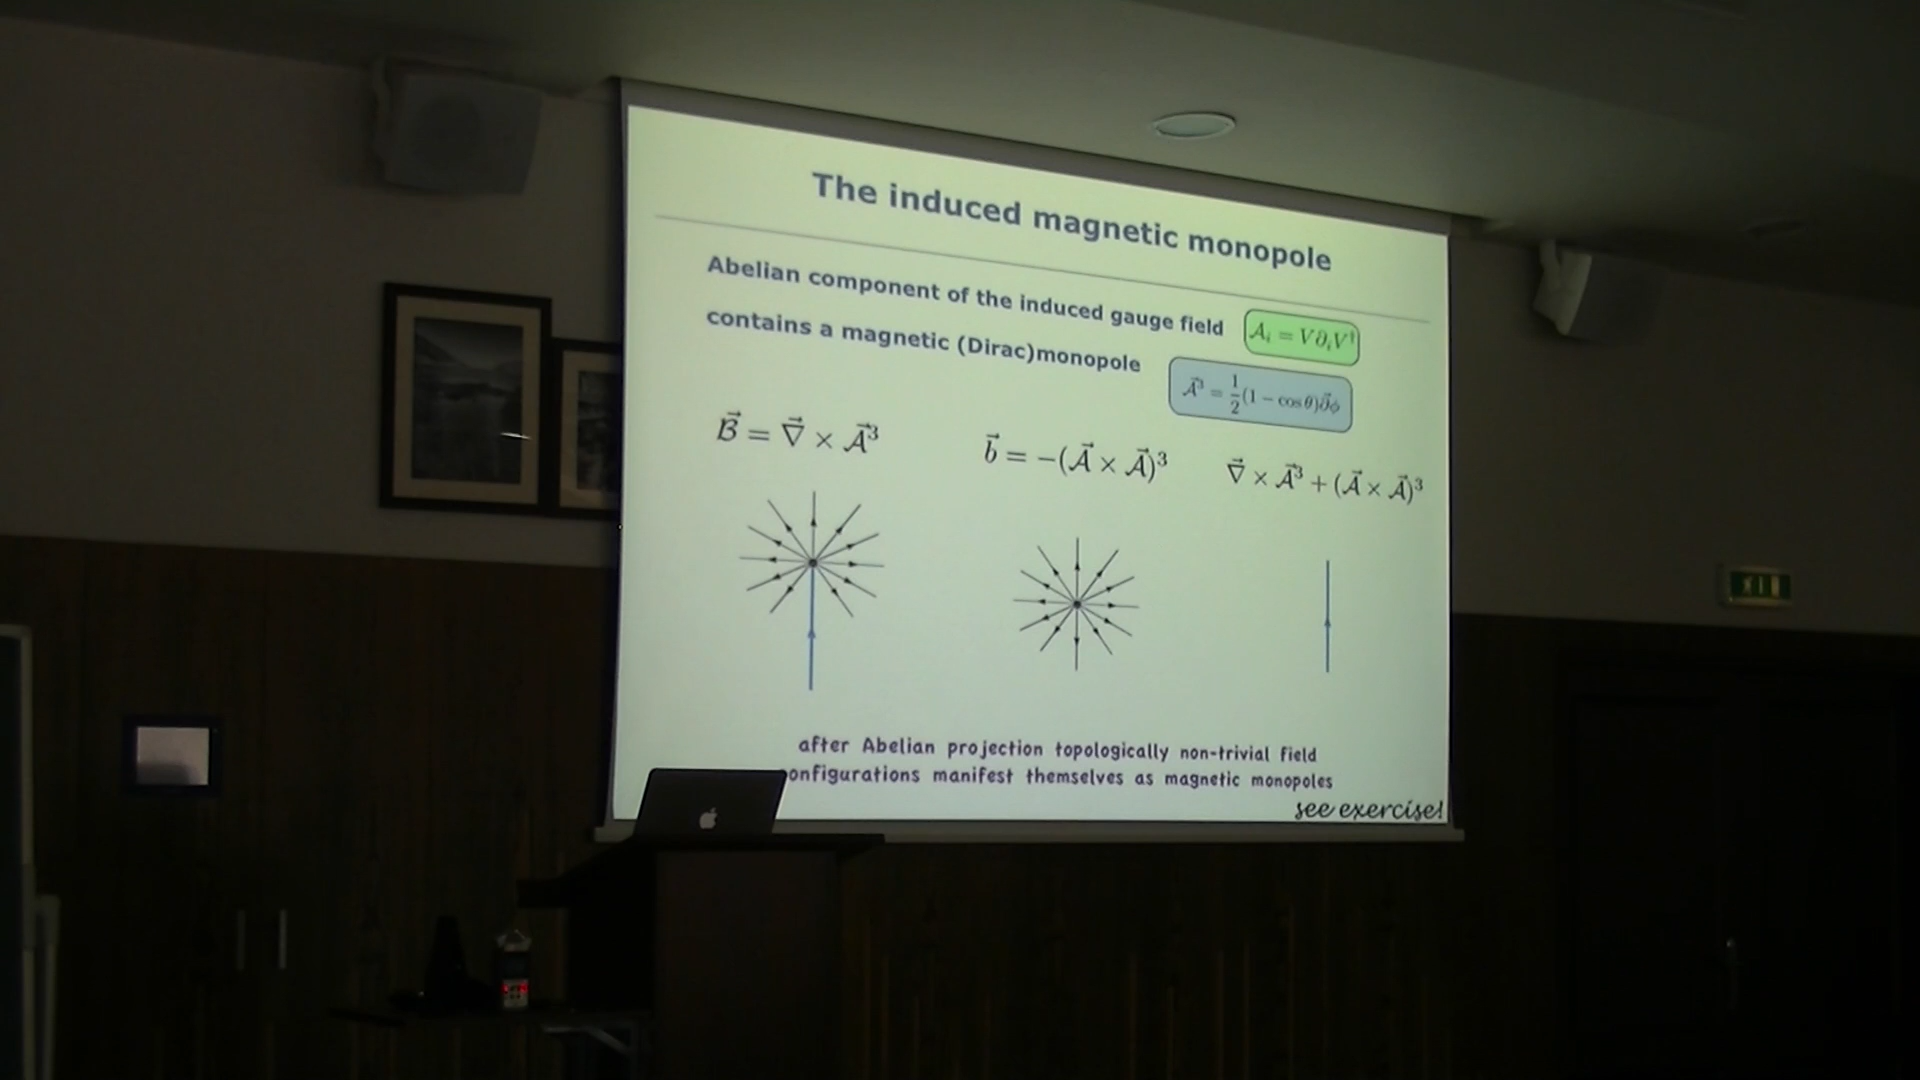 The induced magnetic monopole
Abelian component of the induced gauge field
𝒜ᵢ = V∂ᵢV†
contains a magnetic (Dirac)monopole
𝒜⃗³ = 1/2(1 − cos θ)∂⃗ϕ
ℬ⃗ = ∇⃗ × 𝒜⃗³
b⃗ = −(𝒜⃗ × 𝒜⃗)³
∇⃗ × 𝒜⃗³ + (𝒜⃗ × 𝒜⃗)³
after Abelian projection topologically non-trivial field
onfigurations manifest themselves as magnetic monopoles
see exercise!